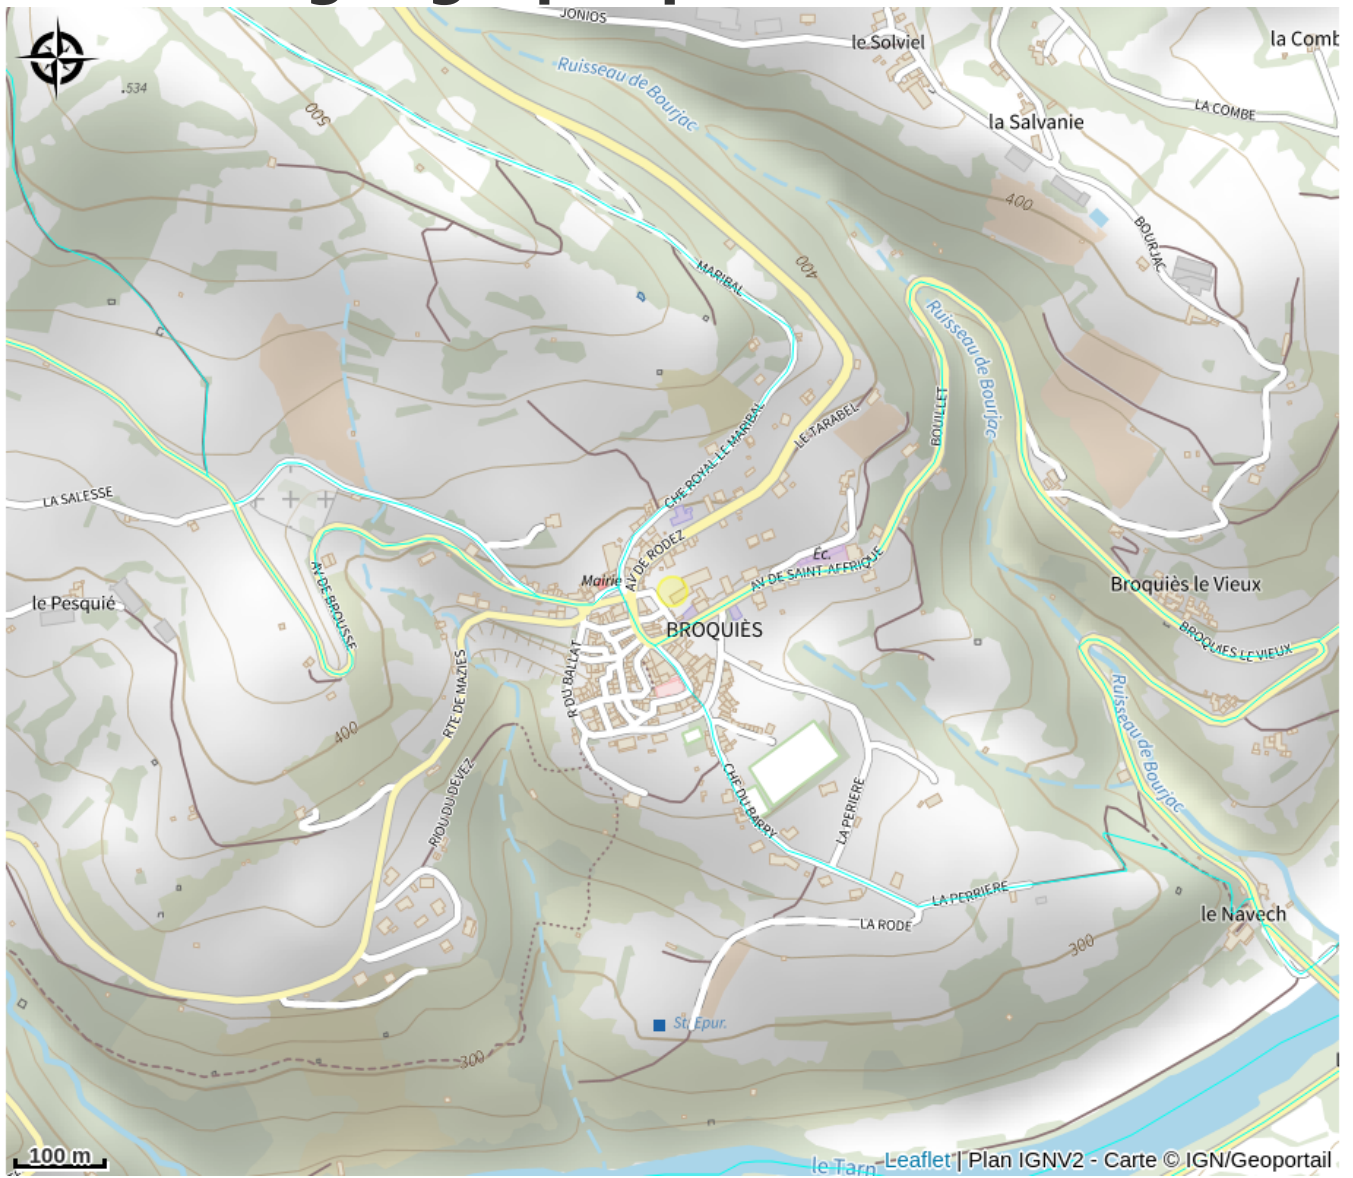 JONIOS
le Solviel
la Comb
Ruisseau de Bourjac
.534
500
LA COMBE
la Salvanie
400
BOURJAC
400
MARIBAL
Ruisseau de Bourjac
BOUILLET
LE TARABEL
CHE ROYAL LE MARIBAL
LA SALESSE
AV DE RODEZ
Éc.
AV DE SAINT-AFFRIQUE
Mairie
AV DE BROUSSE
le Pesquié
Broquiès le Vieux
BROQUIÈS
BROQUIES LE VIEUX
R DU BALLAT
RTE DE MAZIES
Ruisseau de Bourjac
400
RIOU DU DEVEZ
CHE DU BARRY
LA PERIERE
LA PERRIERE
le Navech
LA RODE
300
St. Epur.
300
100 m
le Tarn
Leaflet | Plan IGNV2 - Carte © IGN/Geoportail